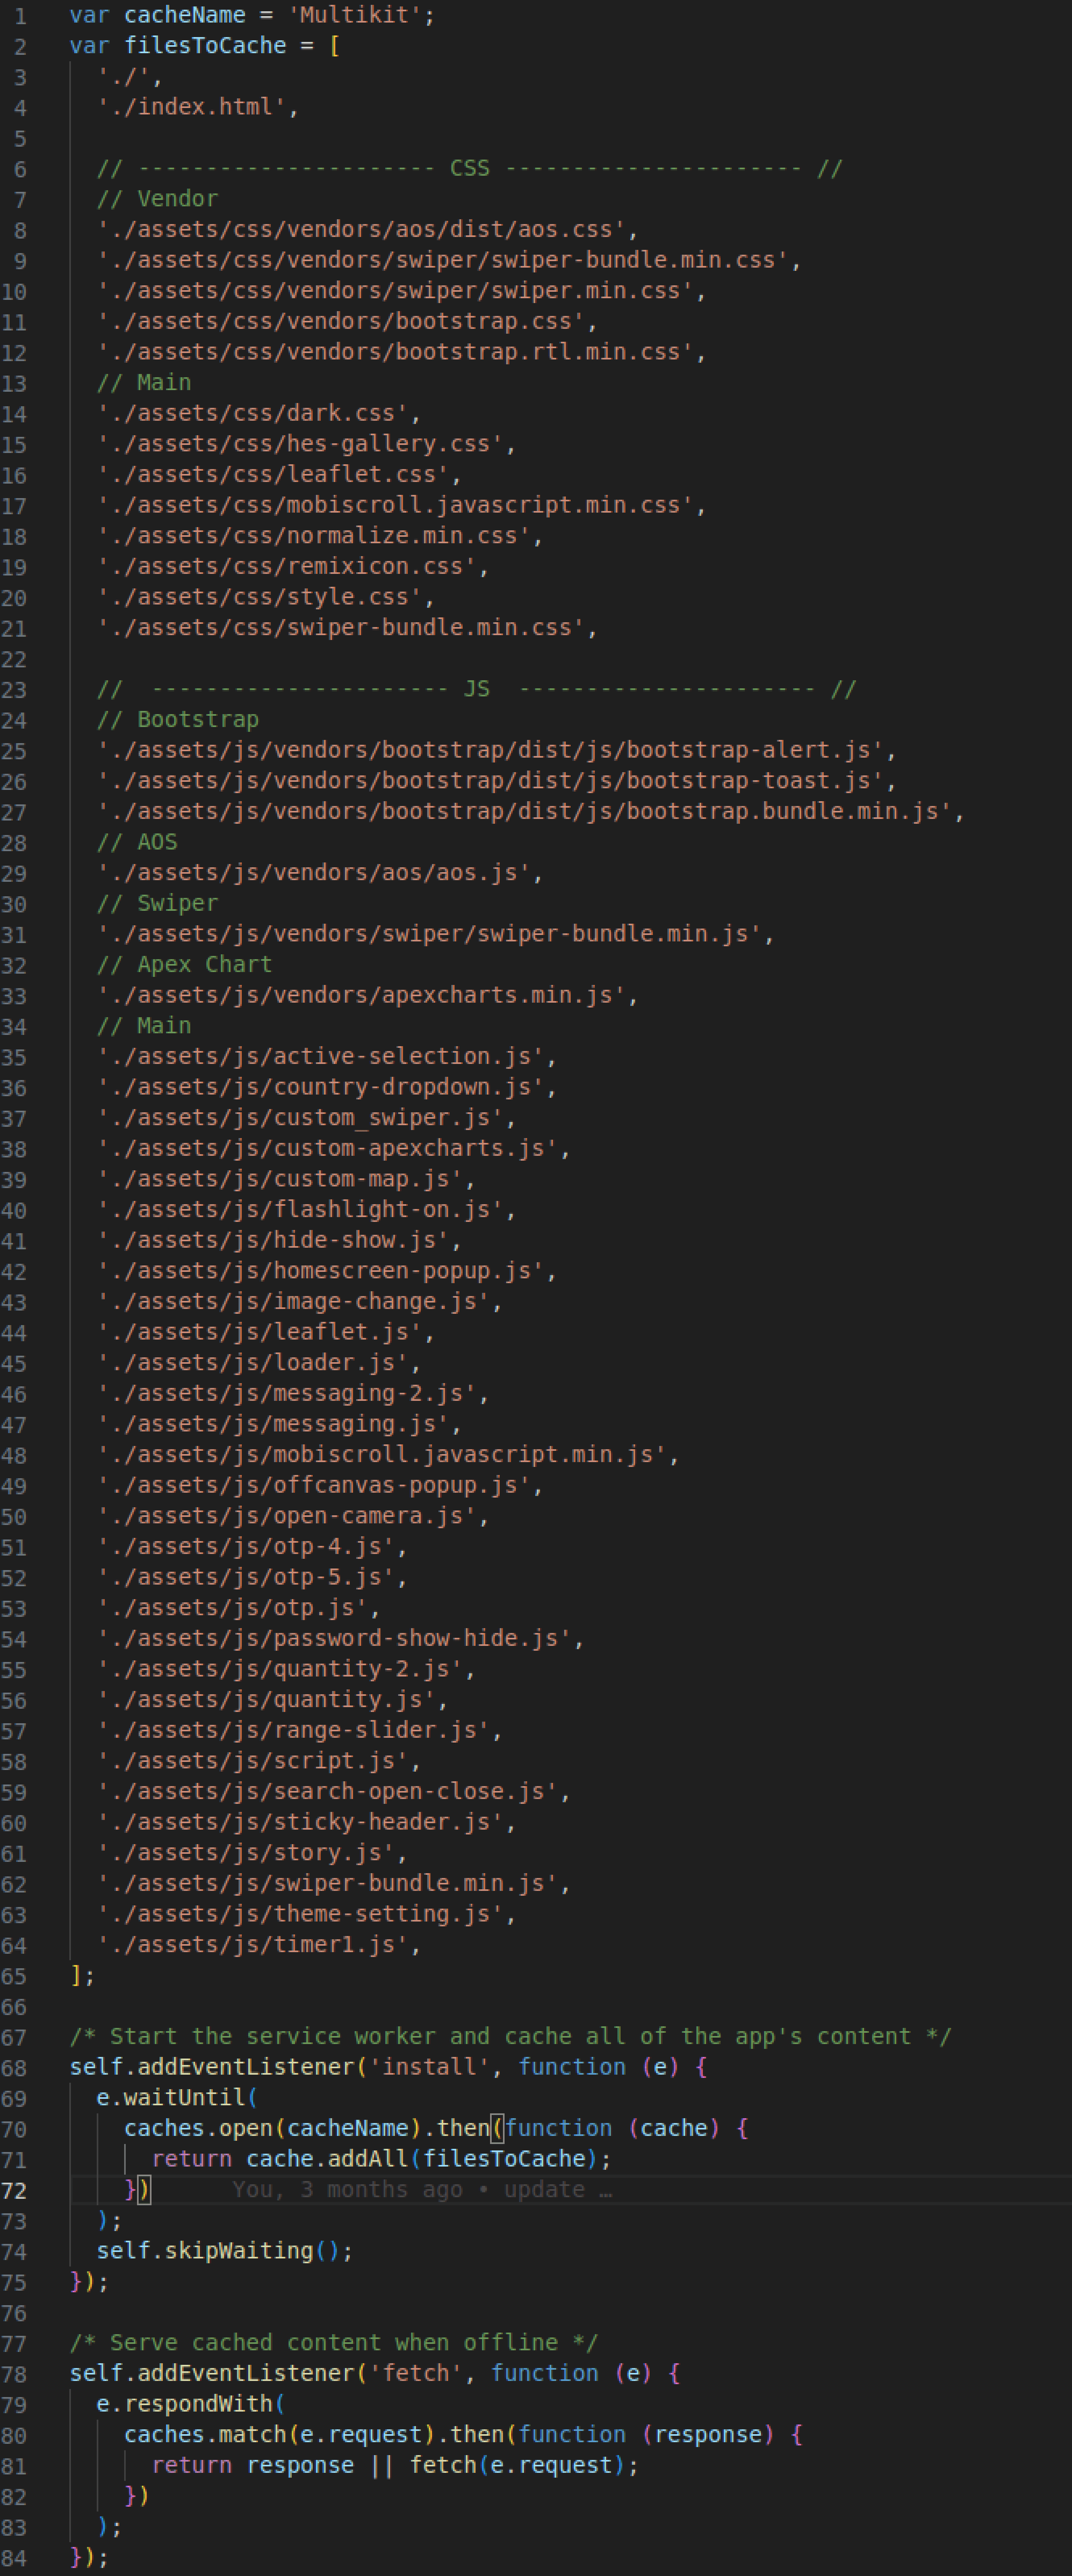 1 var cacheName = 'Multikit';
2 var filesToCache = [
3 './',
4 './index.html',
5
6 // ---------------------- CSS ---------------------- //
7 // Vendor
8 './assets/css/vendors/aos/dist/aos.css',
9 './assets/css/vendors/swiper/swiper-bundle.min.css',
10 './assets/css/vendors/swiper/swiper.min.css',
11 './assets/css/vendors/bootstrap.css',
12 './assets/css/vendors/bootstrap.rtl.min.css',
13 // Main
14 './assets/css/dark.css',
15 './assets/css/hes-gallery.css',
16 './assets/css/leaflet.css',
17 './assets/css/mobiscroll.javascript.min.css',
18 './assets/css/normalize.min.css',
19 './assets/css/remixicon.css',
20 './assets/css/style.css',
21 './assets/css/swiper-bundle.min.css',
22
23 //  ---------------------- JS  ---------------------- //
24 // Bootstrap
25 './assets/js/vendors/bootstrap/dist/js/bootstrap-alert.js',
26 './assets/js/vendors/bootstrap/dist/js/bootstrap-toast.js',
27 './assets/js/vendors/bootstrap/dist/js/bootstrap.bundle.min.js',
28 // AOS
29 './assets/js/vendors/aos/aos.js',
30 // Swiper
31 './assets/js/vendors/swiper/swiper-bundle.min.js',
32 // Apex Chart
33 './assets/js/vendors/apexcharts.min.js',
34 // Main
35 './assets/js/active-selection.js',
36 './assets/js/country-dropdown.js',
37 './assets/js/custom_swiper.js',
38 './assets/js/custom-apexcharts.js',
39 './assets/js/custom-map.js',
40 './assets/js/flashlight-on.js',
41 './assets/js/hide-show.js',
42 './assets/js/homescreen-popup.js',
43 './assets/js/image-change.js',
44 './assets/js/leaflet.js',
45 './assets/js/loader.js',
46 './assets/js/messaging-2.js',
47 './assets/js/messaging.js',
48 './assets/js/mobiscroll.javascript.min.js',
49 './assets/js/offcanvas-popup.js',
50 './assets/js/open-camera.js',
51 './assets/js/otp-4.js',
52 './assets/js/otp-5.js',
53 './assets/js/otp.js',
54 './assets/js/password-show-hide.js',
55 './assets/js/quantity-2.js',
56 './assets/js/quantity.js',
57 './assets/js/range-slider.js',
58 './assets/js/script.js',
59 './assets/js/search-open-close.js',
60 './assets/js/sticky-header.js',
61 './assets/js/story.js',
62 './assets/js/swiper-bundle.min.js',
63 './assets/js/theme-setting.js',
64 './assets/js/timer1.js',
65 ];
66
67 /* Start the service worker and cache all of the app's content */
68 self.addEventListener('install', function (e) {
69 e.waitUntil(
70 caches.open(cacheName).then(function (cache) {
71 return cache.addAll(filesToCache);
72 }) You, 3 months ago • update …
73 );
74 self.skipWaiting();
75 });
76
77 /* Serve cached content when offline */
78 self.addEventListener('fetch', function (e) {
79 e.respondWith(
80 caches.match(e.request).then(function (response) {
81 return response || fetch(e.request);
82 })
83 );
84 });